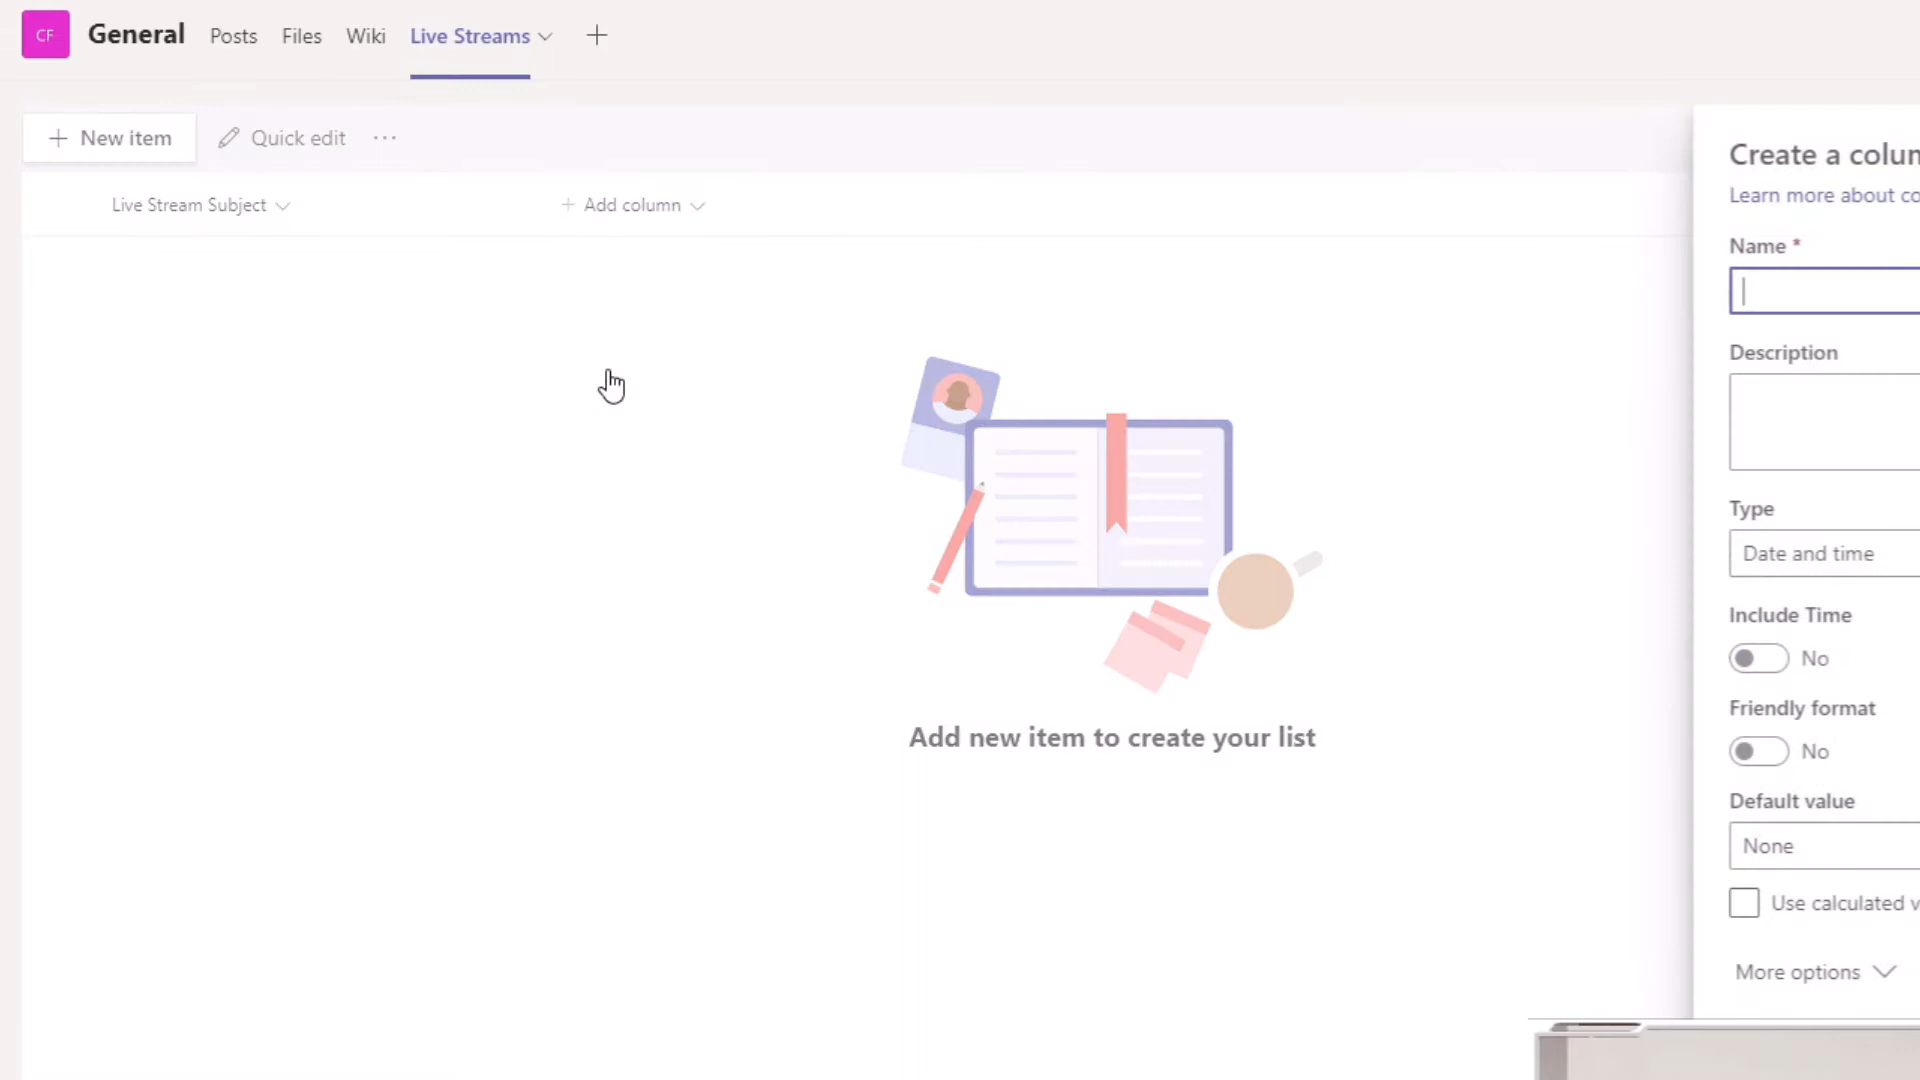 CF General Posts Files Wiki Live Streams
New item Quick edit ...
Live Stream Subject Add column
Add new item to create your list
Create a colum
Learn more about co
Name *
Description
Type
Date and time
Include Time
No
Friendly format
No
Default value
None
Use calculated v
More options